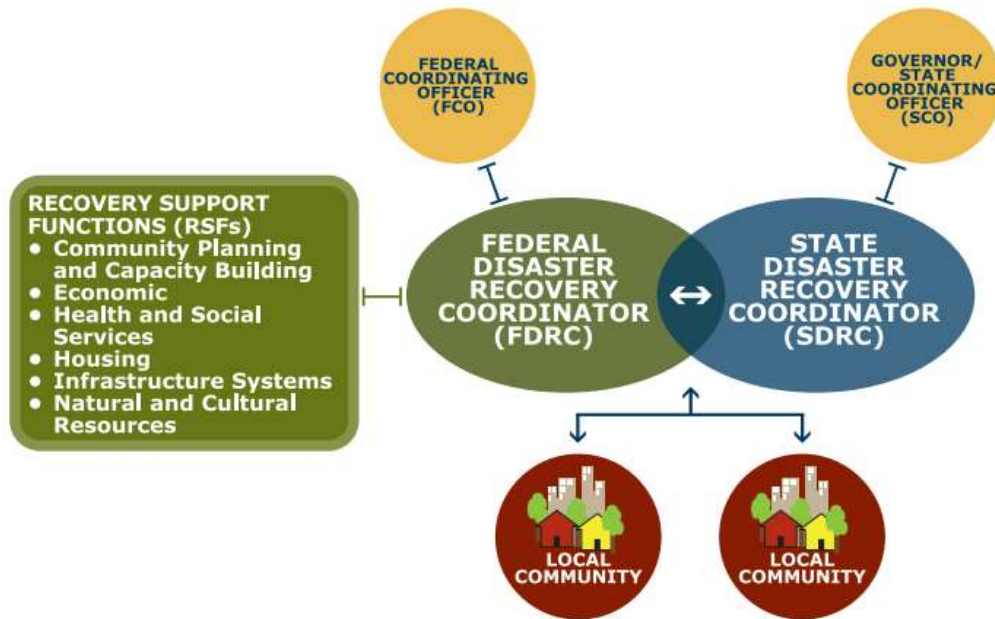 FEDERAL
COORDINATING
OFFICER
(FCO)
GOVERNOR/
STATE
COORDINATING
OFFICER
(SCO)
RECOVERY SUPPORT
FUNCTIONS (RSFs)
● Community Planning
and Capacity Building
● Economic
● Health and Social
Services
● Housing
● Infrastructure Systems
● Natural and Cultural
Resources
FEDERAL
DISASTER
RECOVERY
COORDINATOR
(FDRC)
STATE
DISASTER
RECOVERY
COORDINATOR
(SDRC)
LOCAL
COMMUNITY
LOCAL
COMMUNITY